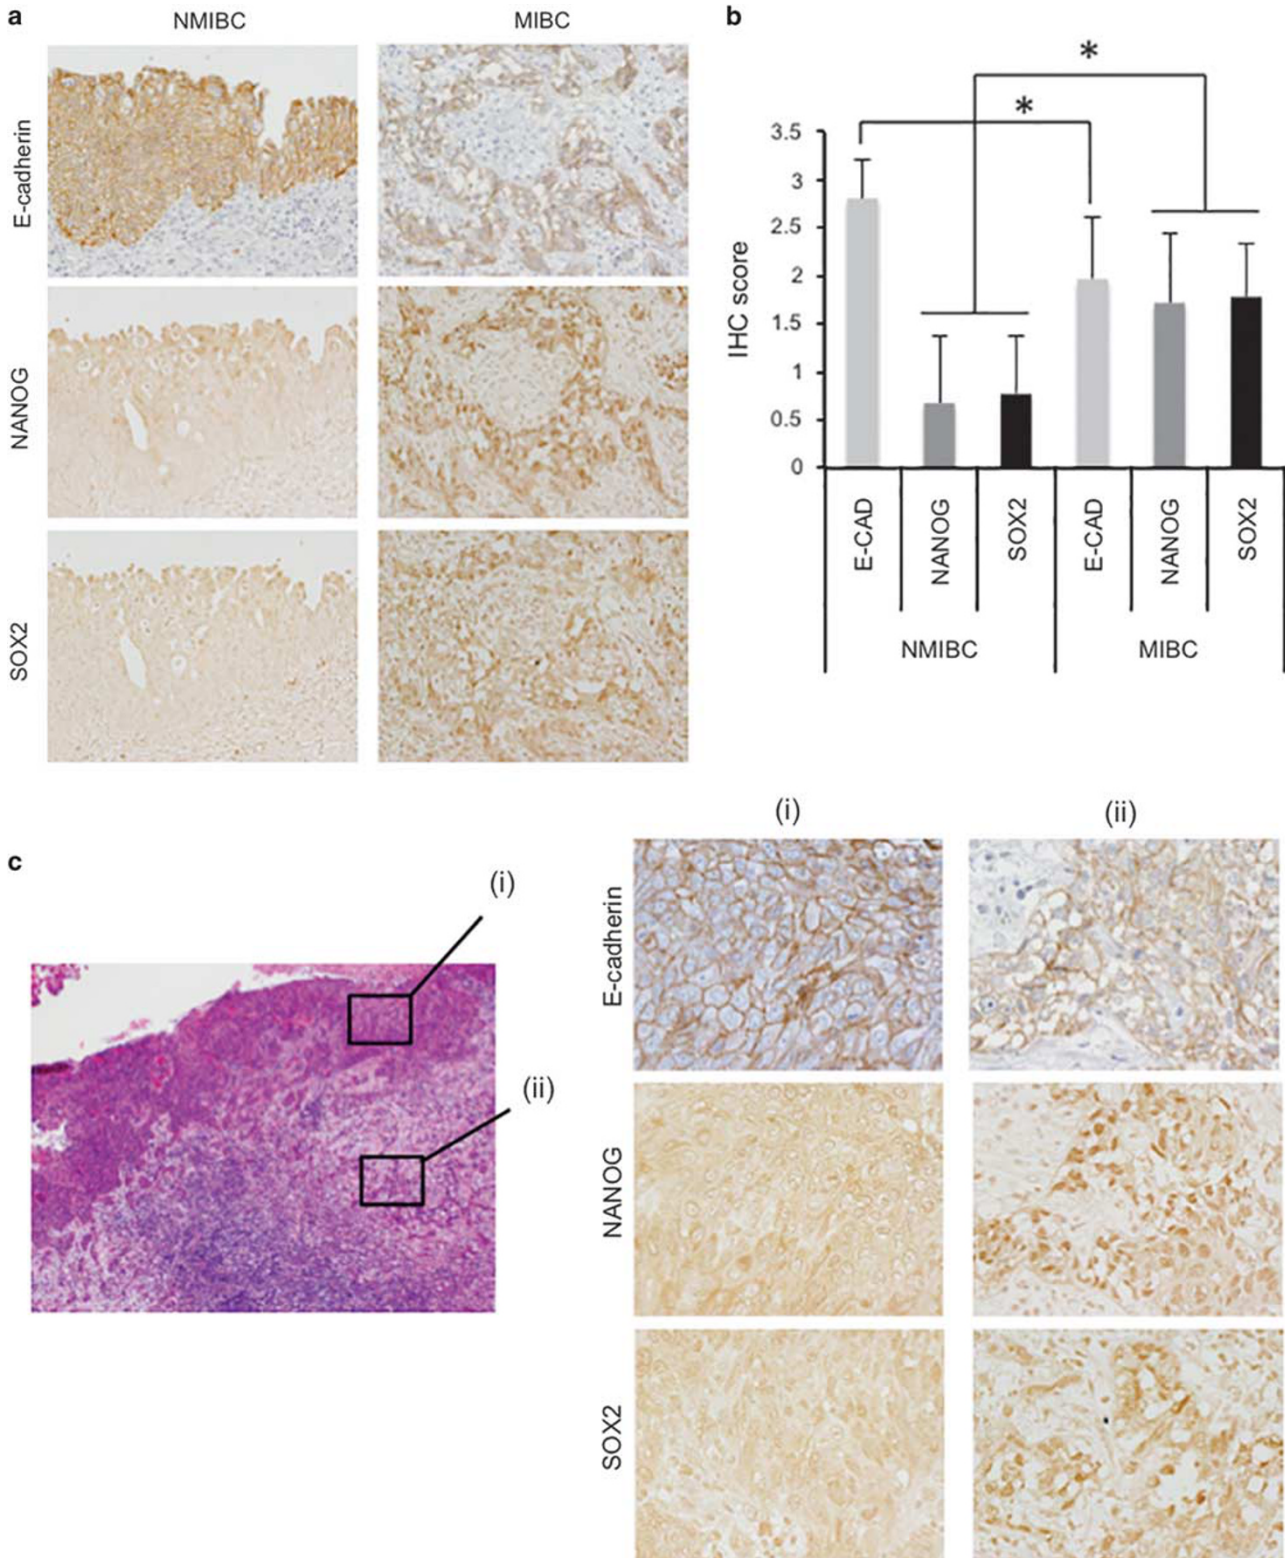 a
NMIBC
MIBC
E-cadherin
NANOG
SOX2
b
*
*
IHC score
3.5
3
2.5
2
1.5
1
0.5
0
E-CAD
NANOG
SOX2
E-CAD
NANOG
SOX2
NMIBC
MIBC
c
(i)
(ii)
(i)
(ii)
E-cadherin
NANOG
SOX2